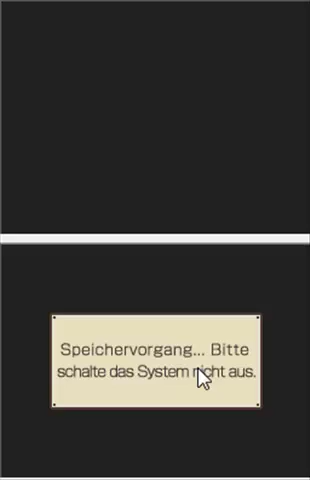 Speichervorgang... Bitte
schalte das System nicht aus.